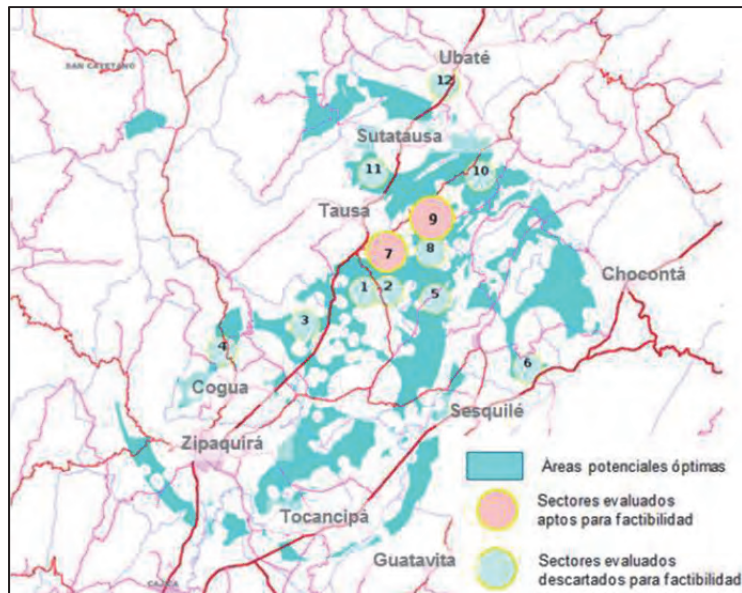 Ubaté
SAN CAYETANO
12
Sutatausa
11
10
Tausa
9
7
8
Chocontá
1
2
5
3
4
6
Cogua
Sesquilé
Zipaquirá
Áreas potenciales óptimas
Sectores evaluados
aptos para factibilidad
Tocancipá
Guatavita
Sectores evaluados
descartados para factibilidad
CAJICÁ